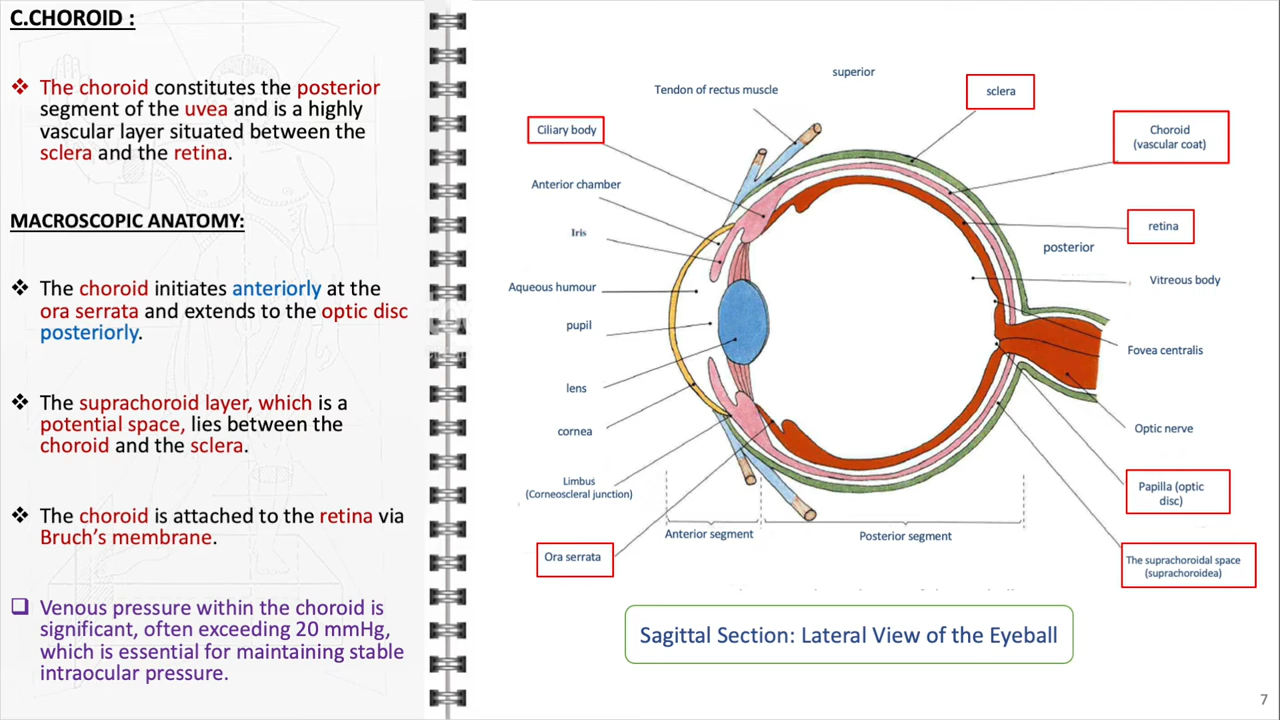 C.CHOROID :
❖ The choroid constitutes the posterior
segment of the uvea and is a highly
vascular layer situated between the
sclera and the retina.
MACROSCOPIC ANATOMY:
❖ The choroid initiates anteriorly at the
ora serrata and extends to the optic disc
posteriorly.
❖ The suprachoroid layer, which is a
potential space, lies between the
choroid and the sclera.
❖ The choroid is attached to the retina via
Bruch's membrane.
❑ Venous pressure within the choroid is
significant, often exceeding 20 mmHg,
which is essential for maintaining stable
intraocular pressure.
superior
Tendon of rectus muscle
sclera
Ciliary body
Choroid
(vascular coat)
Anterior chamber
retina
Iris
posterior
Vitreous body
Aqueous humour
pupil
Fovea centralis
lens
cornea
Optic nerve
Limbus
(Corneoscleral junction)
Papilla (optic
disc)
Anterior segment
Posterior segment
Ora serrata
The suprachoroidal space
(suprachoroidea)
Sagittal Section: Lateral View of the Eyeball
7